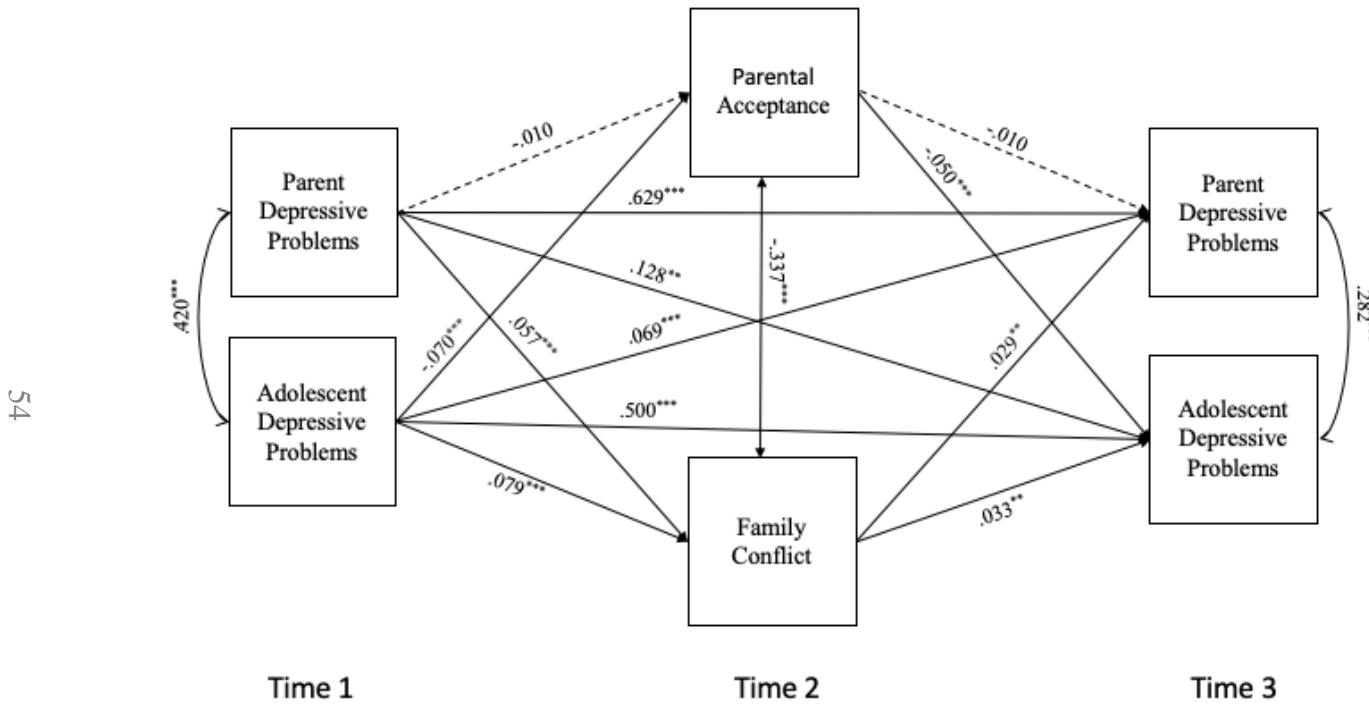 Parental
Acceptance
-.010
-.010
Parent
Depressive
Problems
.629***
-.050***
Parent
Depressive
Problems
.420***
.128**
-.337***
.282
-.070***
.057***
.069***
.029**
54
Adolescent
Depressive
Problems
.500***
Adolescent
Depressive
Problems
.079***
.033**
Family
Conflict
Time 1
Time 2
Time 3